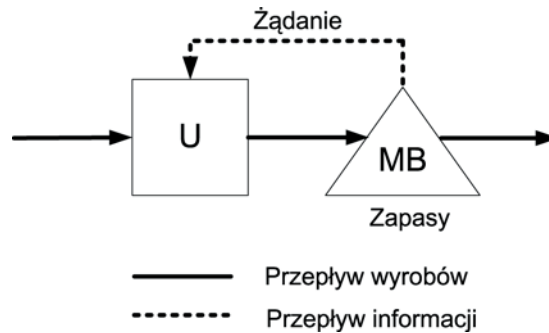 Żądanie
U
MB
Zapasy
Przepływ wyrobów
Przepływ informacji